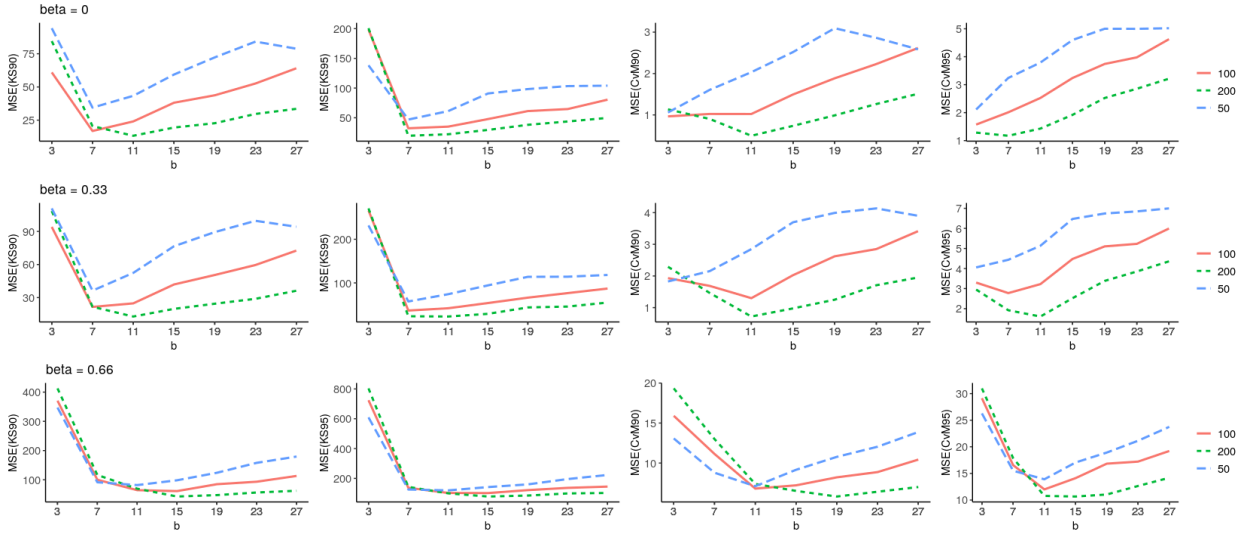 beta = 0
MSE(KS90)
75
50
25
3 7 11 15 19 23 27
b
MSE(KS95)
200
150
100
50
3 7 11 15 19 23 27
b
MSE(CvM90)
3
2
1
3 7 11 15 19 23 27
b
MSE(CvM95)
5
4
3
2
1
3 7 11 15 19 23 27
b
100
200
50
beta = 0.33
MSE(KS90)
90
60
30
3 7 11 15 19 23 27
b
MSE(KS95)
200
100
3 7 11 15 19 23 27
b
MSE(CvM90)
4
3
2
1
3 7 11 15 19 23 27
b
MSE(CvM95)
7
6
5
4
3
2
3 7 11 15 19 23 27
b
100
200
50
beta = 0.66
MSE(KS90)
400
300
200
100
3 7 11 15 19 23 27
b
MSE(KS95)
800
600
400
200
3 7 11 15 19 23 27
b
MSE(CvM90)
20
15
10
3 7 11 15 19 23 27
b
MSE(CvM95)
30
25
20
15
10
3 7 11 15 19 23 27
b
100
200
50